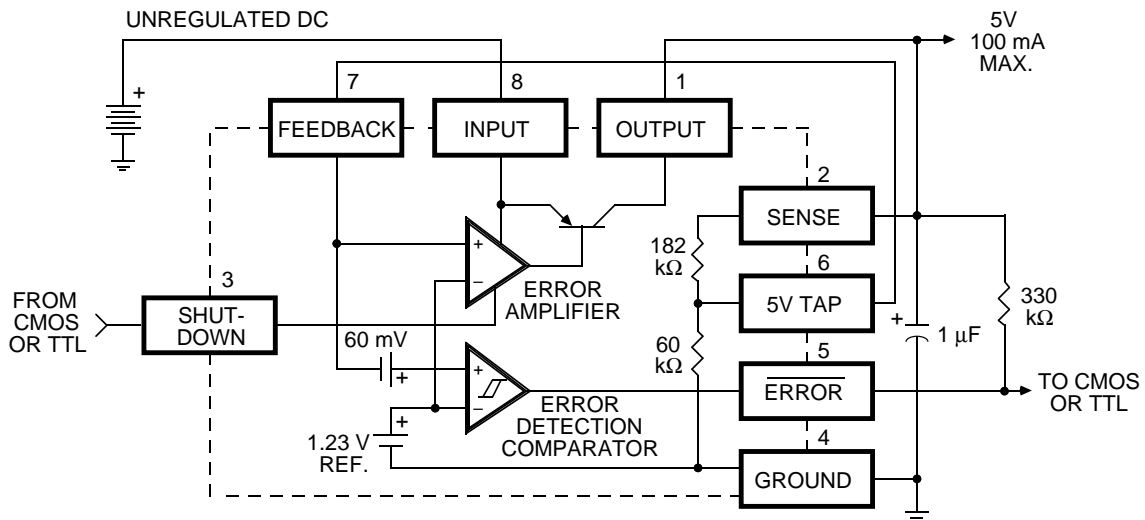 UNREGULATED DC
5V
100 mA
MAX.
7
8
1
+
FEEDBACK
INPUT
OUTPUT
2
SENSE
182
kΩ
+
−
ERROR
AMPLIFIER
6
5V TAP
3
FROM
CMOS
OR TTL
SHUT-
DOWN
330
kΩ
+
1 µF
60 mV
+
60
kΩ
5
ERROR
+
−
TO CMOS
OR TTL
ERROR
DETECTION
COMPARATOR
+
1.23 V
REF.
4
GROUND